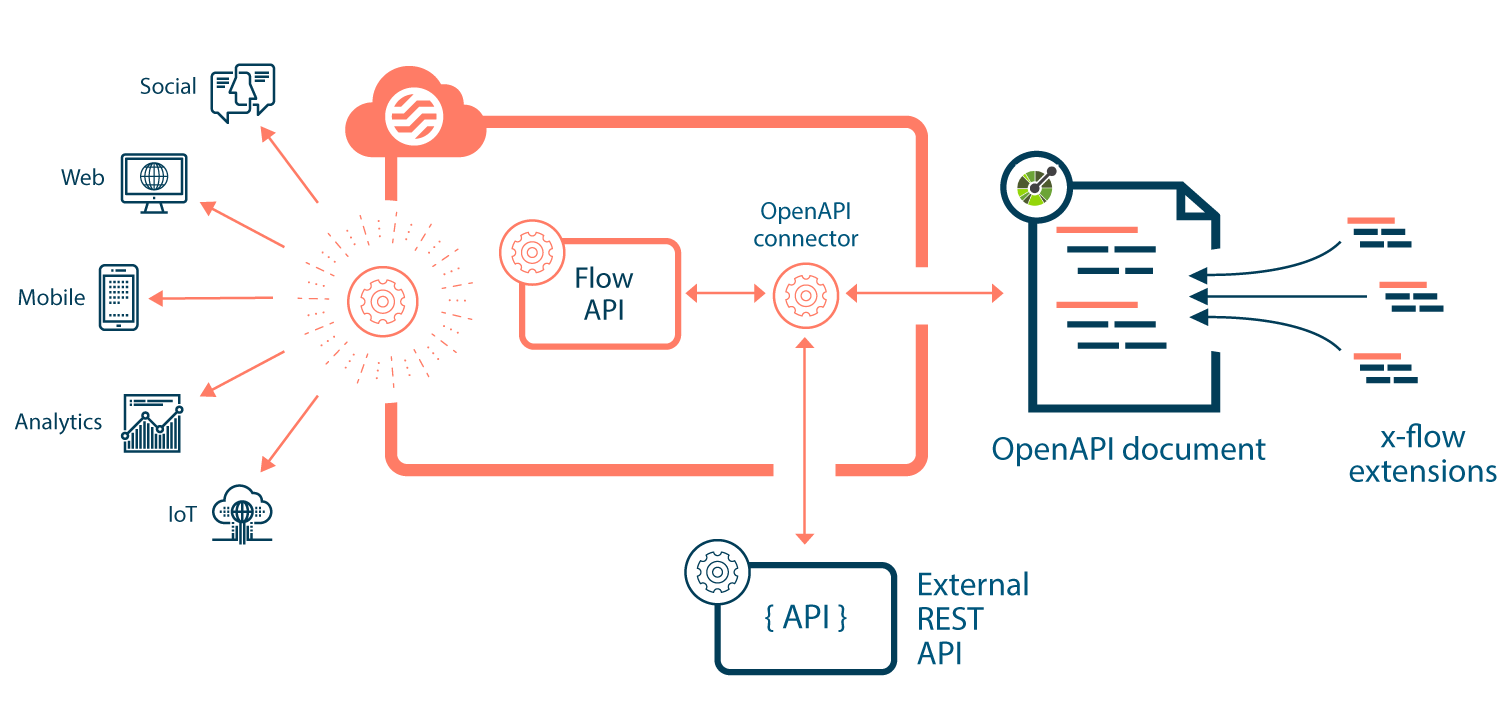 Social
Web
Mobile
Analytics
IoT
Flow
API
OpenAPI
connector
OpenAPI document
x-flow
extensions
{ API }
External
REST
API